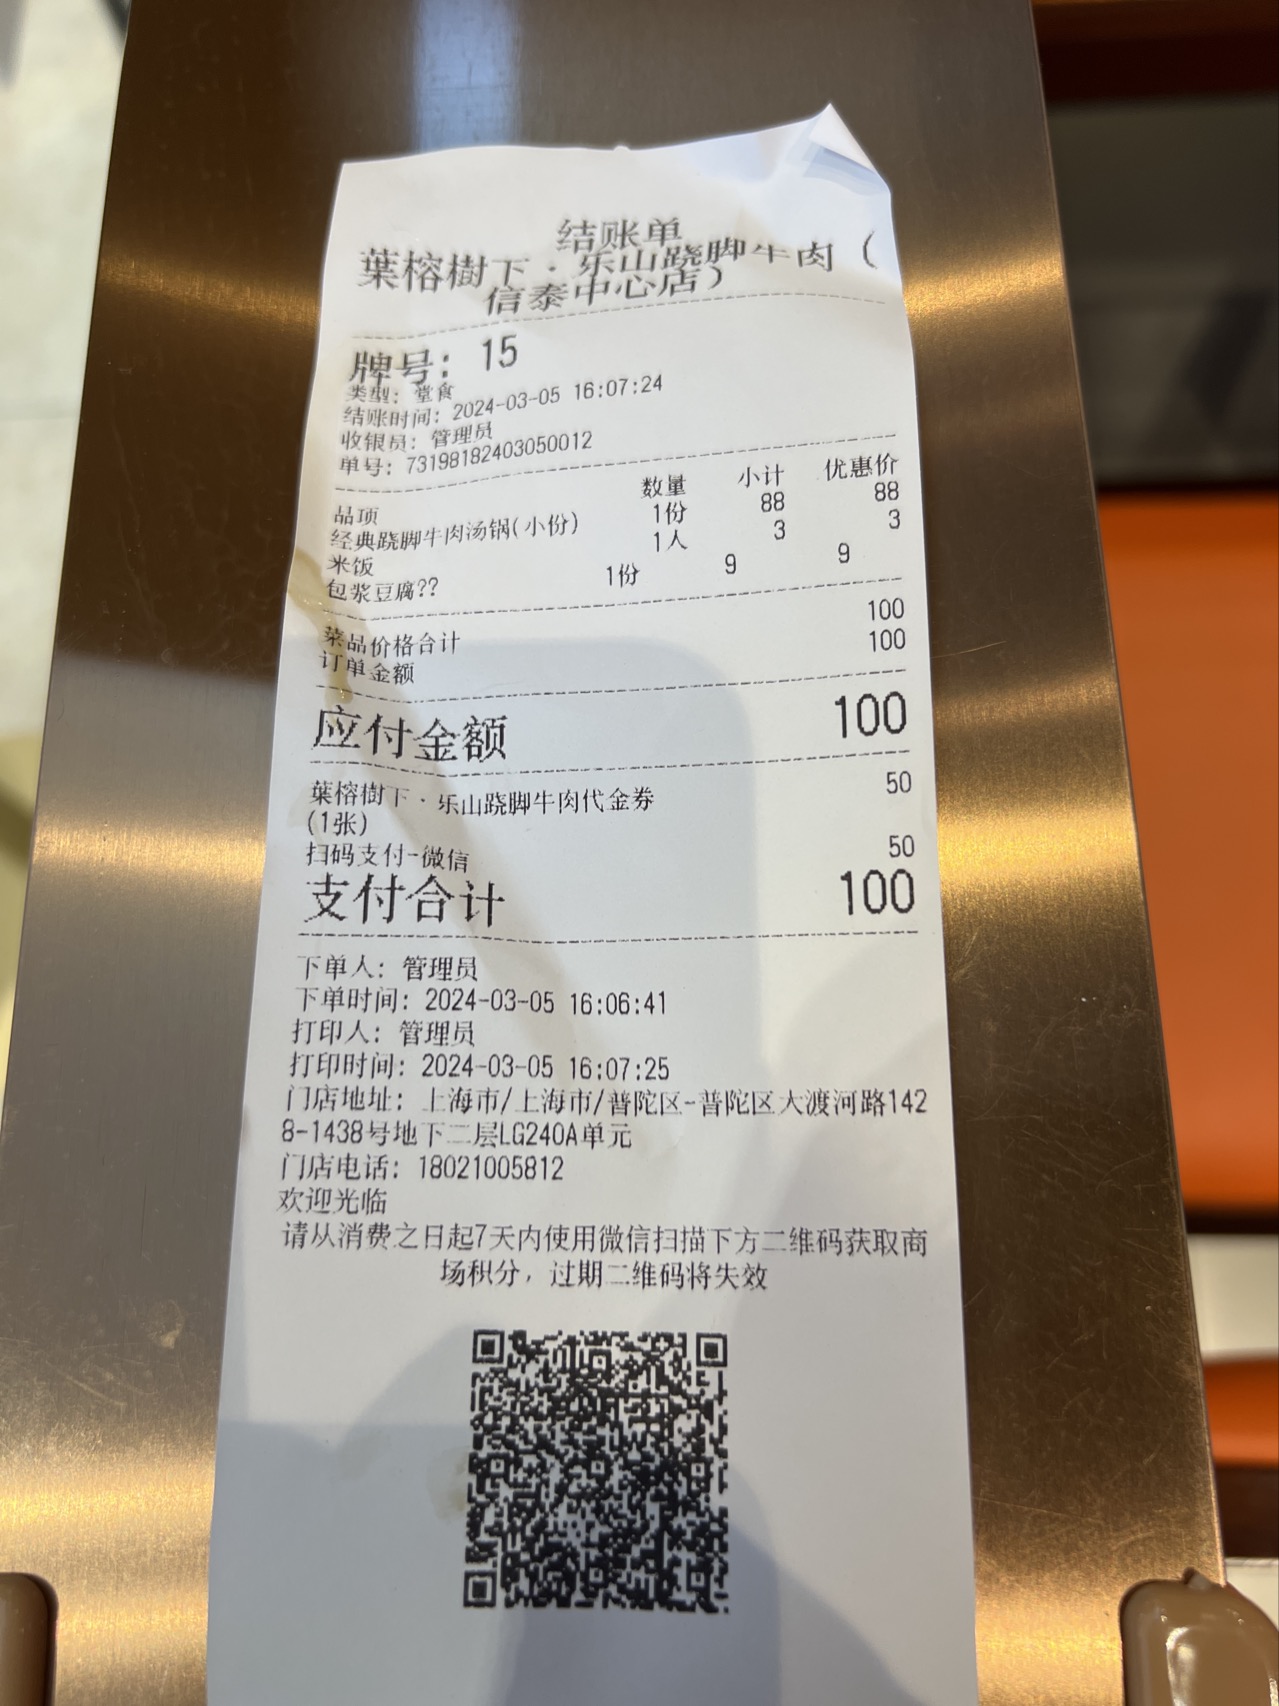 结账单
葉榕樹下·乐山跷脚牛肉（
信泰中心店）
牌号: 15
类型: 堂食
结账时间: 2024-03-05 16:07:24
收银员: 管理员
单号: 73198182403050012
品项 数量 小计 优惠价
经典跷脚牛肉汤锅(小份) 1份 88 88
米饭 1人 3 3
包浆豆腐?? 1份 9 9
菜品价格合计 100
订单金额 100
应付金额 100
葉榕樹下·乐山跷脚牛肉代金券 50
(1张)
扫码支付-微信 50
支付合计 100
下单人: 管理员
下单时间: 2024-03-05 16:06:41
打印人: 管理员
打印时间: 2024-03-05 16:07:25
门店地址: 上海市/上海市/普陀区-普陀区大渡河路142
8-1438号地下二层LG240A单元
门店电话: 18021005812
欢迎光临
请从消费之日起7天内使用微信扫描下方二维码获取商
场积分，过期二维码将失效